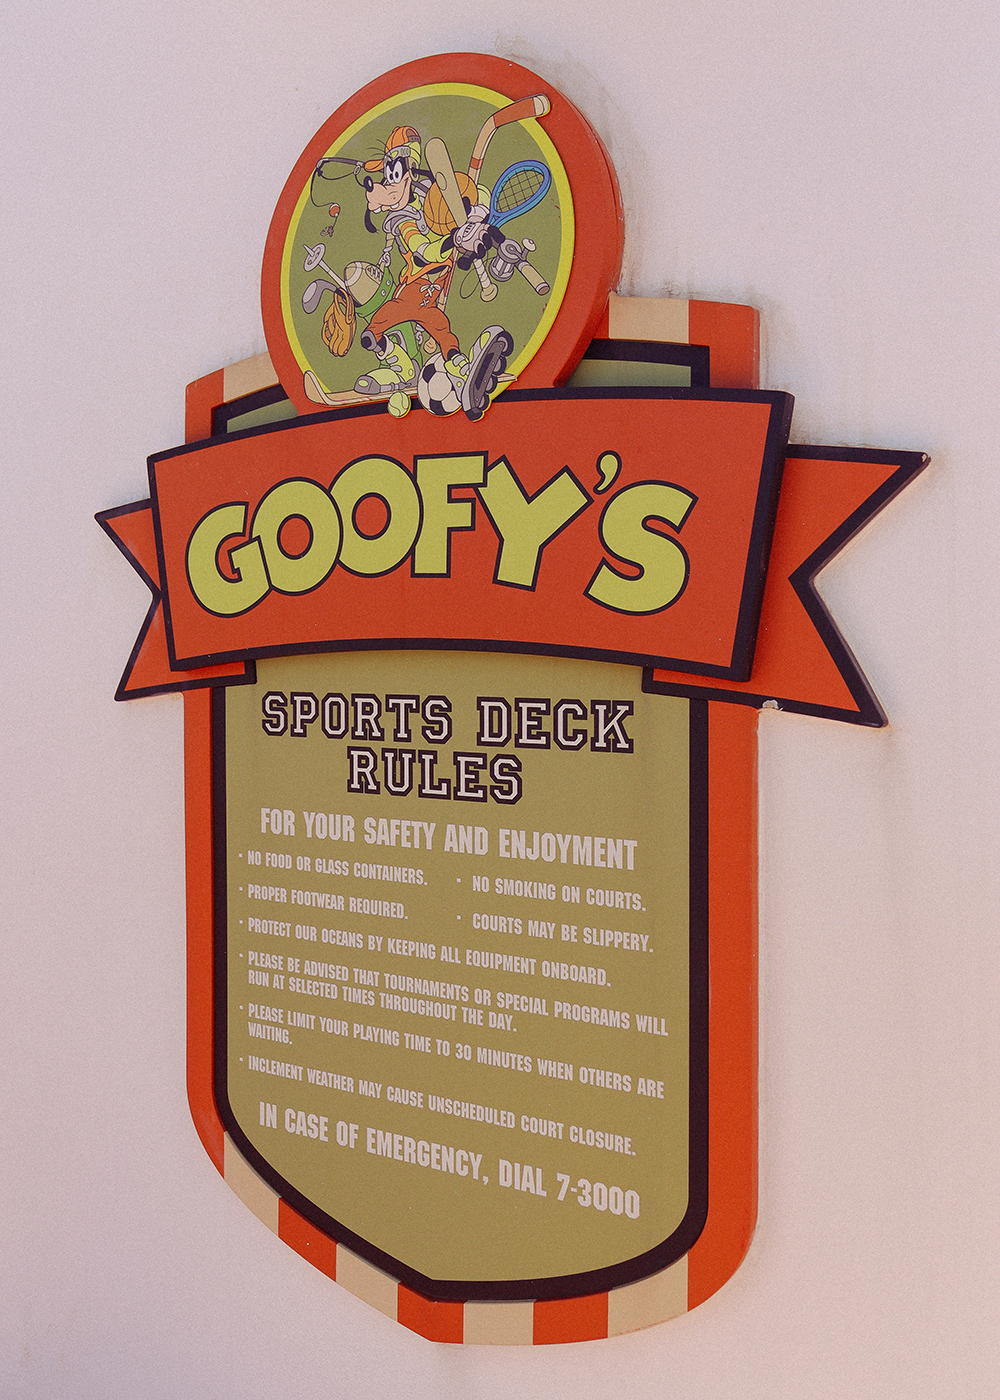 GOOFY'S
SPORTS DECK
RULES
FOR YOUR SAFETY AND ENJOYMENT
• NO FOOD OR GLASS CONTAINERS.
• NO SMOKING ON COURTS.
• PROPER FOOTWEAR REQUIRED.
• COURTS MAY BE SLIPPERY.
• PROTECT OUR OCEANS BY KEEPING ALL EQUIPMENT ONBOARD.
• PLEASE BE ADVISED THAT TOURNAMENTS OR SPECIAL PROGRAMS WILL
RUN AT SELECTED TIMES THROUGHOUT THE DAY.
• PLEASE LIMIT YOUR PLAYING TIME TO 30 MINUTES WHEN OTHERS ARE
WAITING.
• INCLEMENT WEATHER MAY CAUSE UNSCHEDULED COURT CLOSURE.
IN CASE OF EMERGENCY, DIAL 7-3000